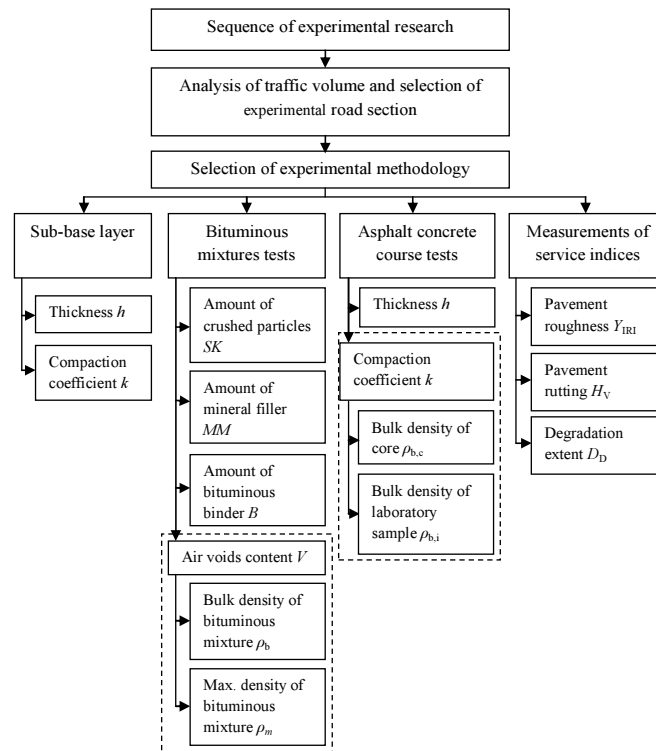 Sequence of experimental research
Analysis of traffic volume and selection of
experimental road section
Selection of experimental methodology
Sub-base layer
Thickness h
Compaction
coefficient k
Bituminous
mixtures tests
Amount of
crushed particles
SK
Amount of
mineral filler
MM
Amount of
bituminous
binder B
Air voids content V
Bulk density of
bituminous
mixture ρb
Max. density of
bituminous
mixture ρm
Asphalt concrete
course tests
Thickness h
Compaction
coefficient k
Bulk density of
core ρb,c
Bulk density of
laboratory
sample ρb,i
Measurements of
service indices
Pavement
roughness YIRI
Pavement
rutting HV
Degradation
extent DD